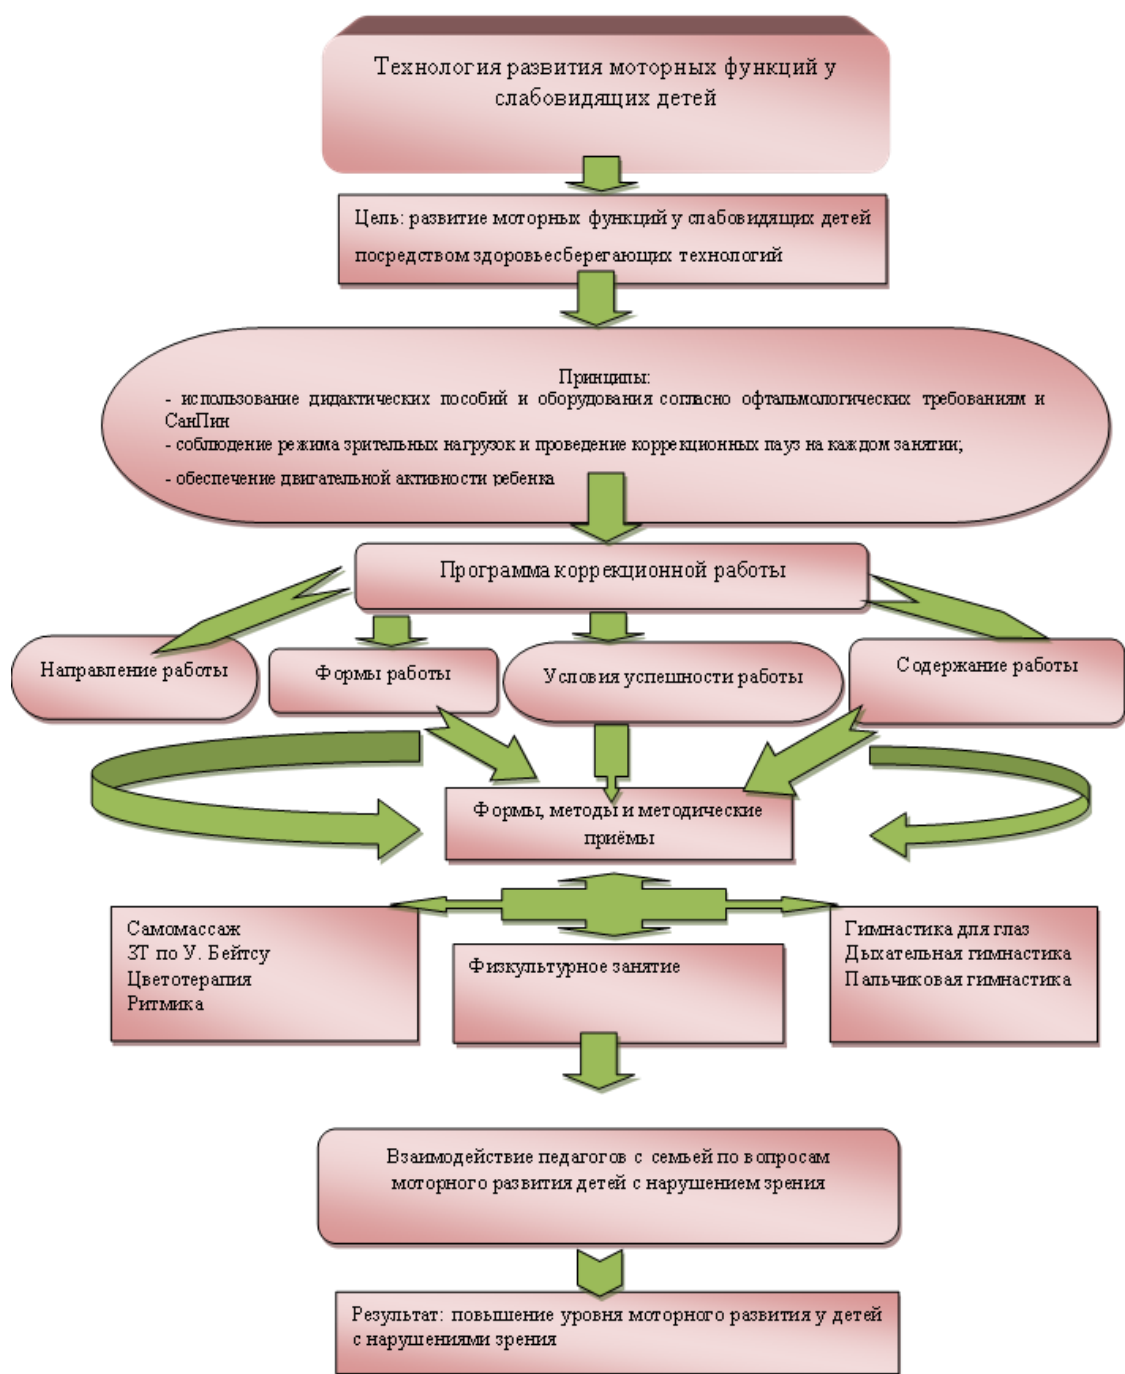 Технология развития моторных функций у
слабовидящих детей
Цель: развитие моторных функций у слабовидящих детей
посредством здоровьесберегающих технологий
Принципы:
- использование дидактических пособий и оборудования согласно офтальмологических требованиям и
СанПин
- соблюдение режима зрительных нагрузок и проведение коррекционных пауз на каждом занятии;
- обеспечение двигательной активности ребенка
Программа коррекционной работы
Направление работы
Формы работы
Условия успешности работы
Содержание работы
Формы, методы и методические
приёмы
Самомассаж
ЗТ по У. Бейтсу
Цветотерапия
Ритмика
Физкультурное занятие
Гимнастика для глаз
Дыхательная гимнастика
Пальчиковая гимнастика
Взаимодействие педагогов с семьей по вопросам
моторного развития детей с нарушением зрения
Результат: повышение уровня моторного развития у детей
с нарушениями зрения